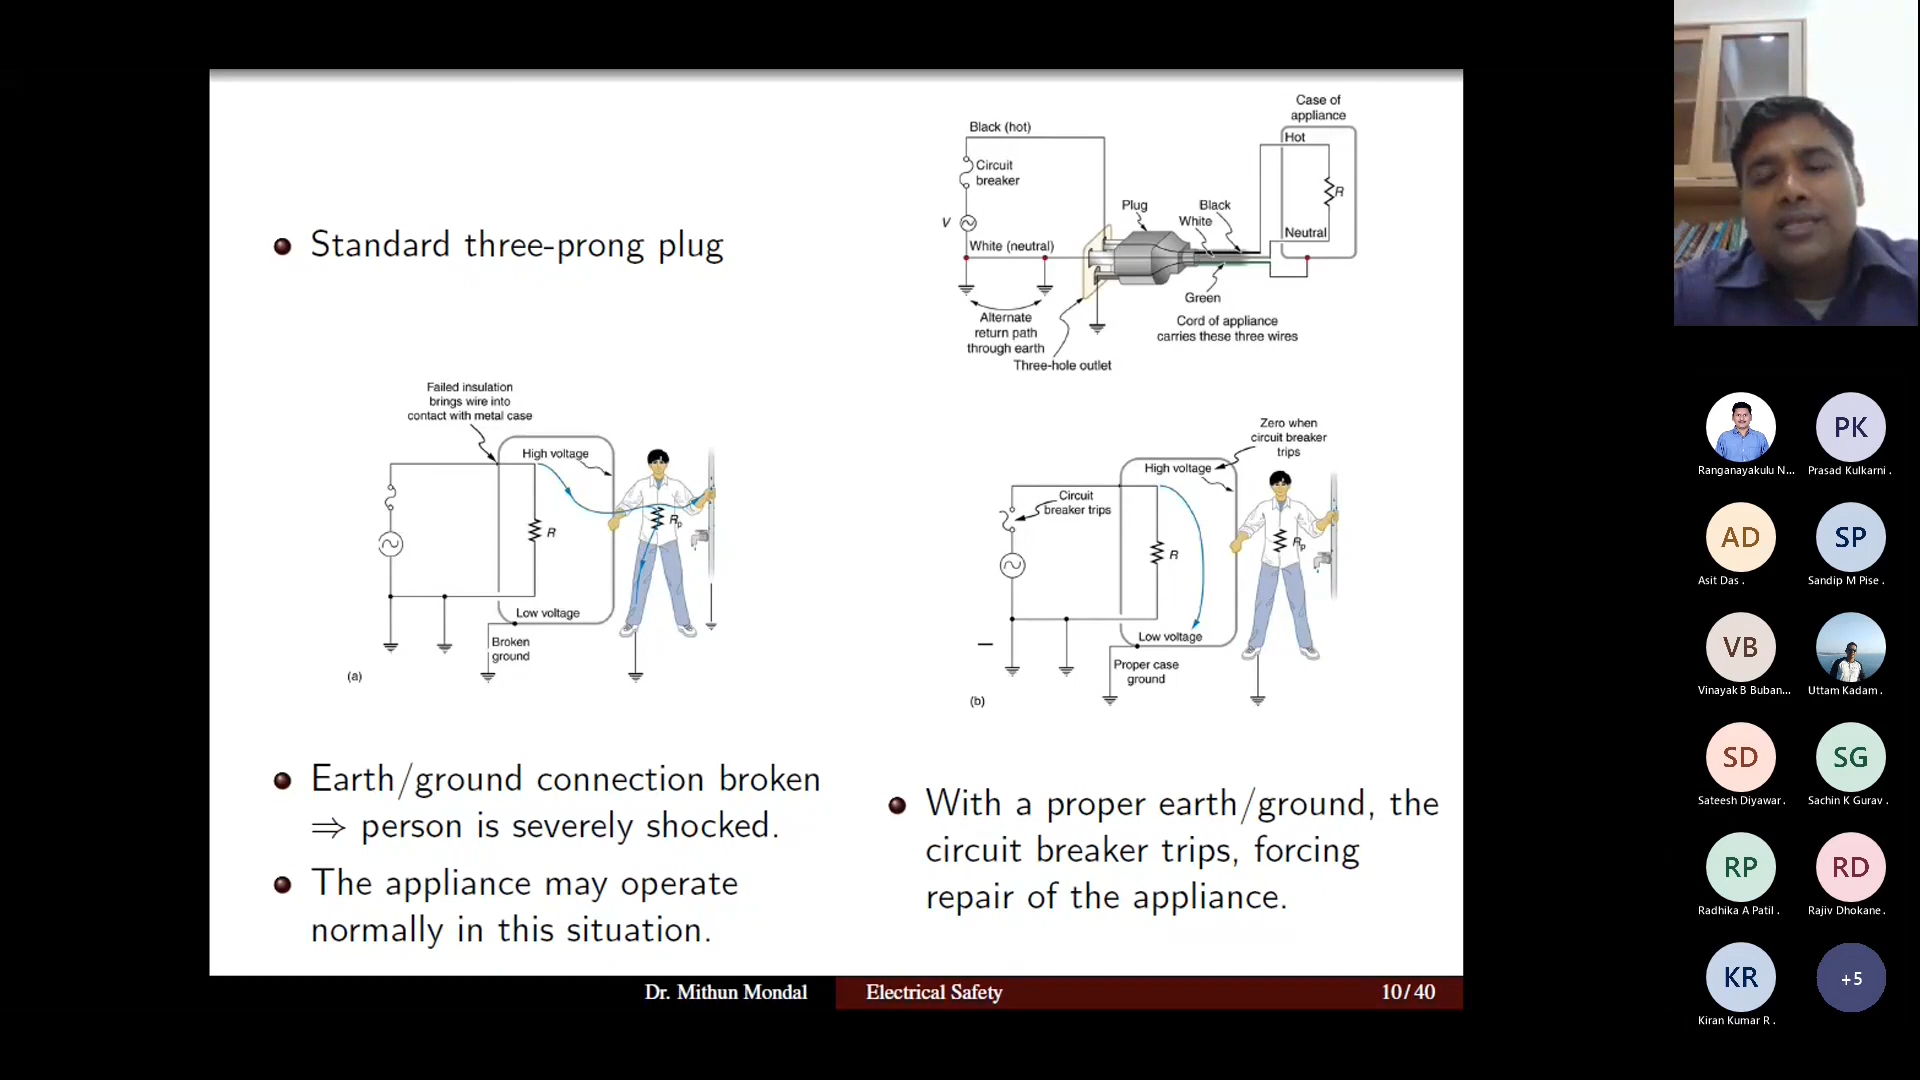 Standard three-prong plug
Case of
appliance
Black (hot)
Hot
Circuit
breaker
R
Plug
Black
White
V
Neutral
White (neutral)
Green
Alternate
return path
through earth
Cord of appliance
carries these three wires
Three-hole outlet
Failed insulation
brings wire into
contact with metal case
High voltage
R
Rp
Low voltage
Broken
ground
(a)
Zero when
circuit breaker
trips
High voltage
Circuit
breaker trips
R
Rp
Low voltage
Proper case
ground
(b)
Earth/ground connection broken
⇒ person is severely shocked.
The appliance may operate
normally in this situation.
With a proper earth/ground, the
circuit breaker trips, forcing
repair of the appliance.
Dr. Mithun Mondal
Electrical Safety
10/40
Ranganayakulu N...
PK
Prasad Kulkarni .
AD
Asit Das .
SP
Sandip M Pise .
VB
Vinayak B Buban...
Uttam Kadam .
SD
Sateesh Diyawar .
SG
Sachin K Gurav .
RP
Radhika A Patil .
RD
Rajiv Dhokane .
KR
Kiran Kumar R .
+5